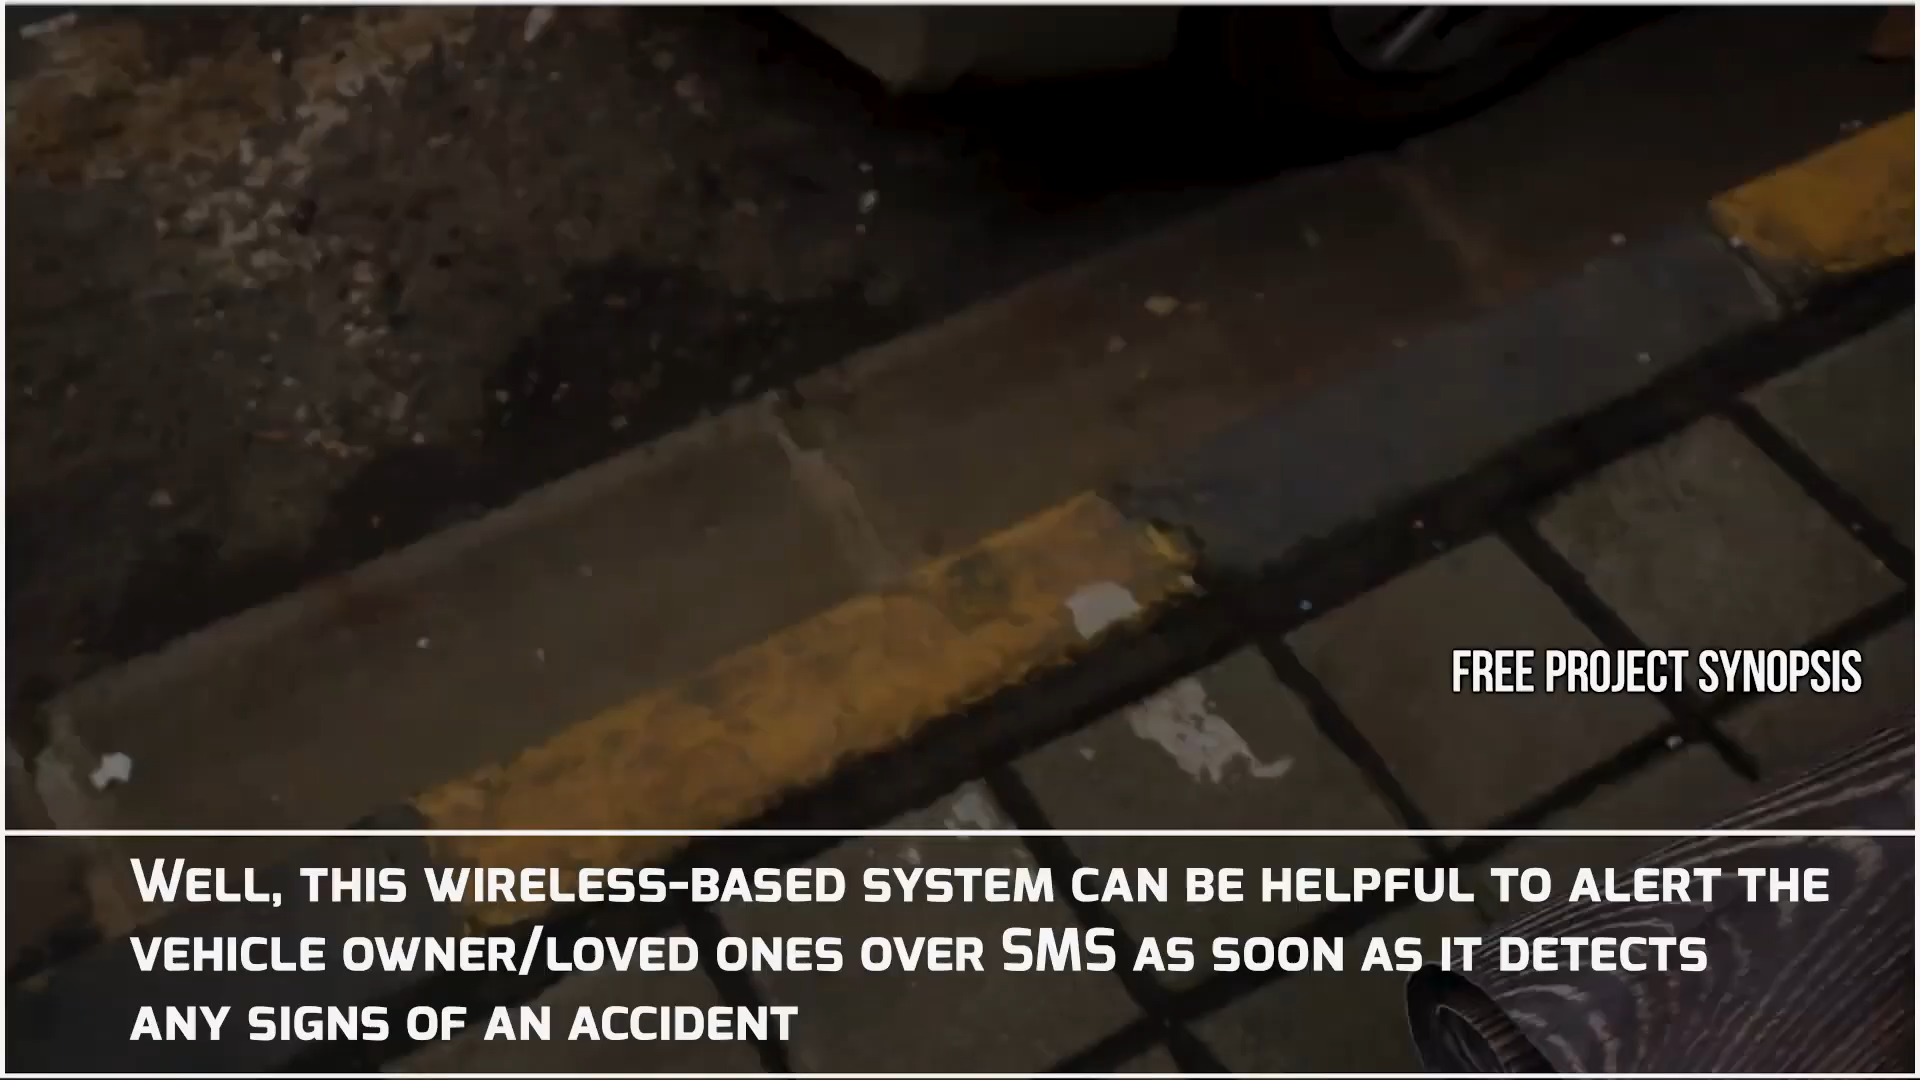 FREE PROJECT SYNOPSIS
Well, this wireless-based system can be helpful to alert the
vehicle owner/loved ones over SMS as soon as it detects
any signs of an accident